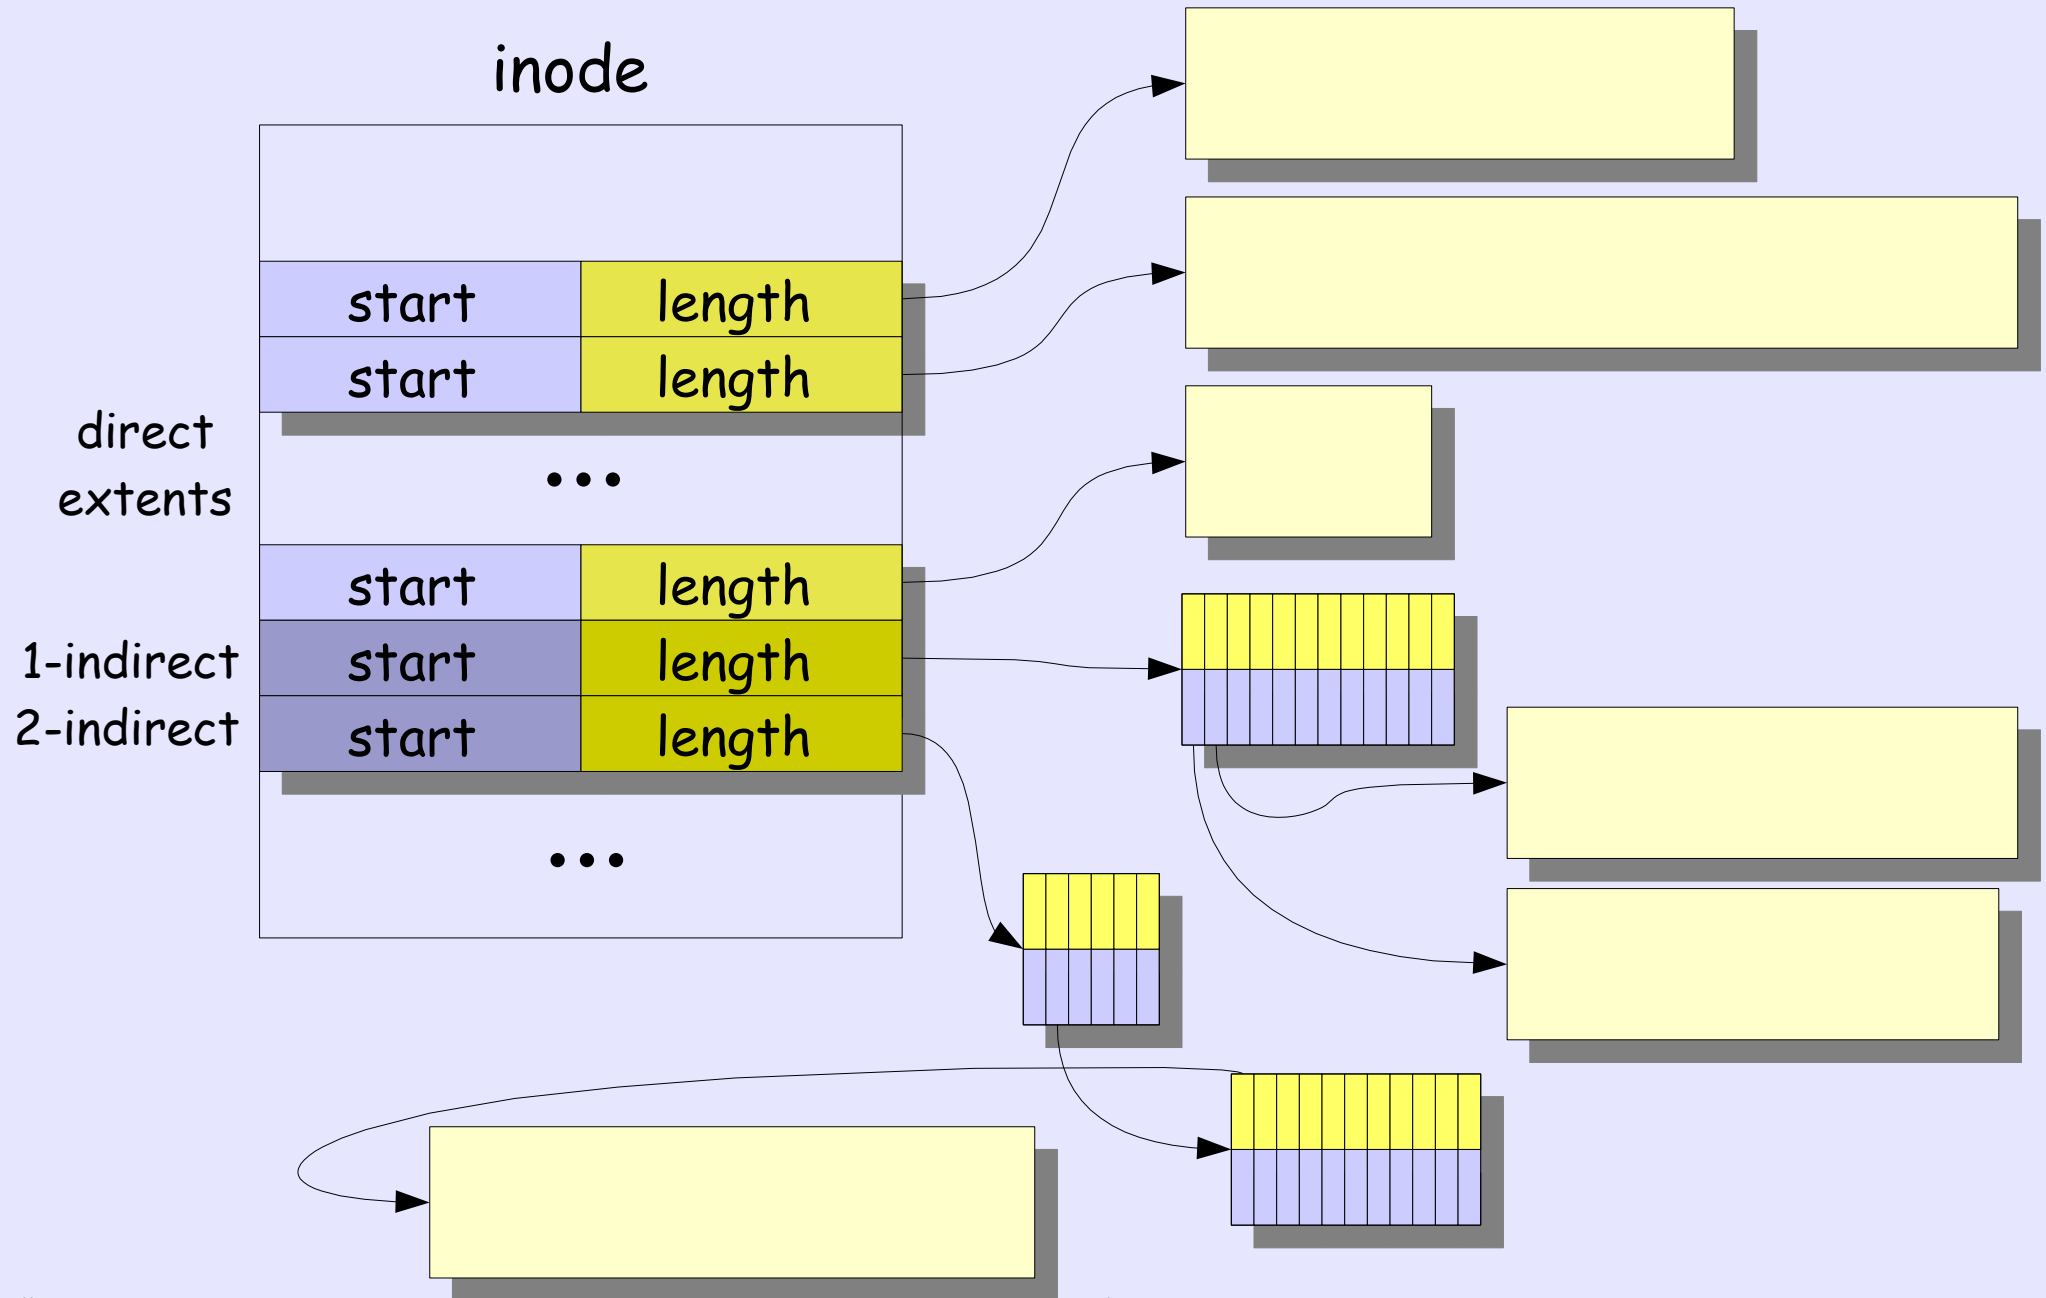 inode
start length
start length
direct
extents
...
start length
1-indirect start length
2-indirect start length
...